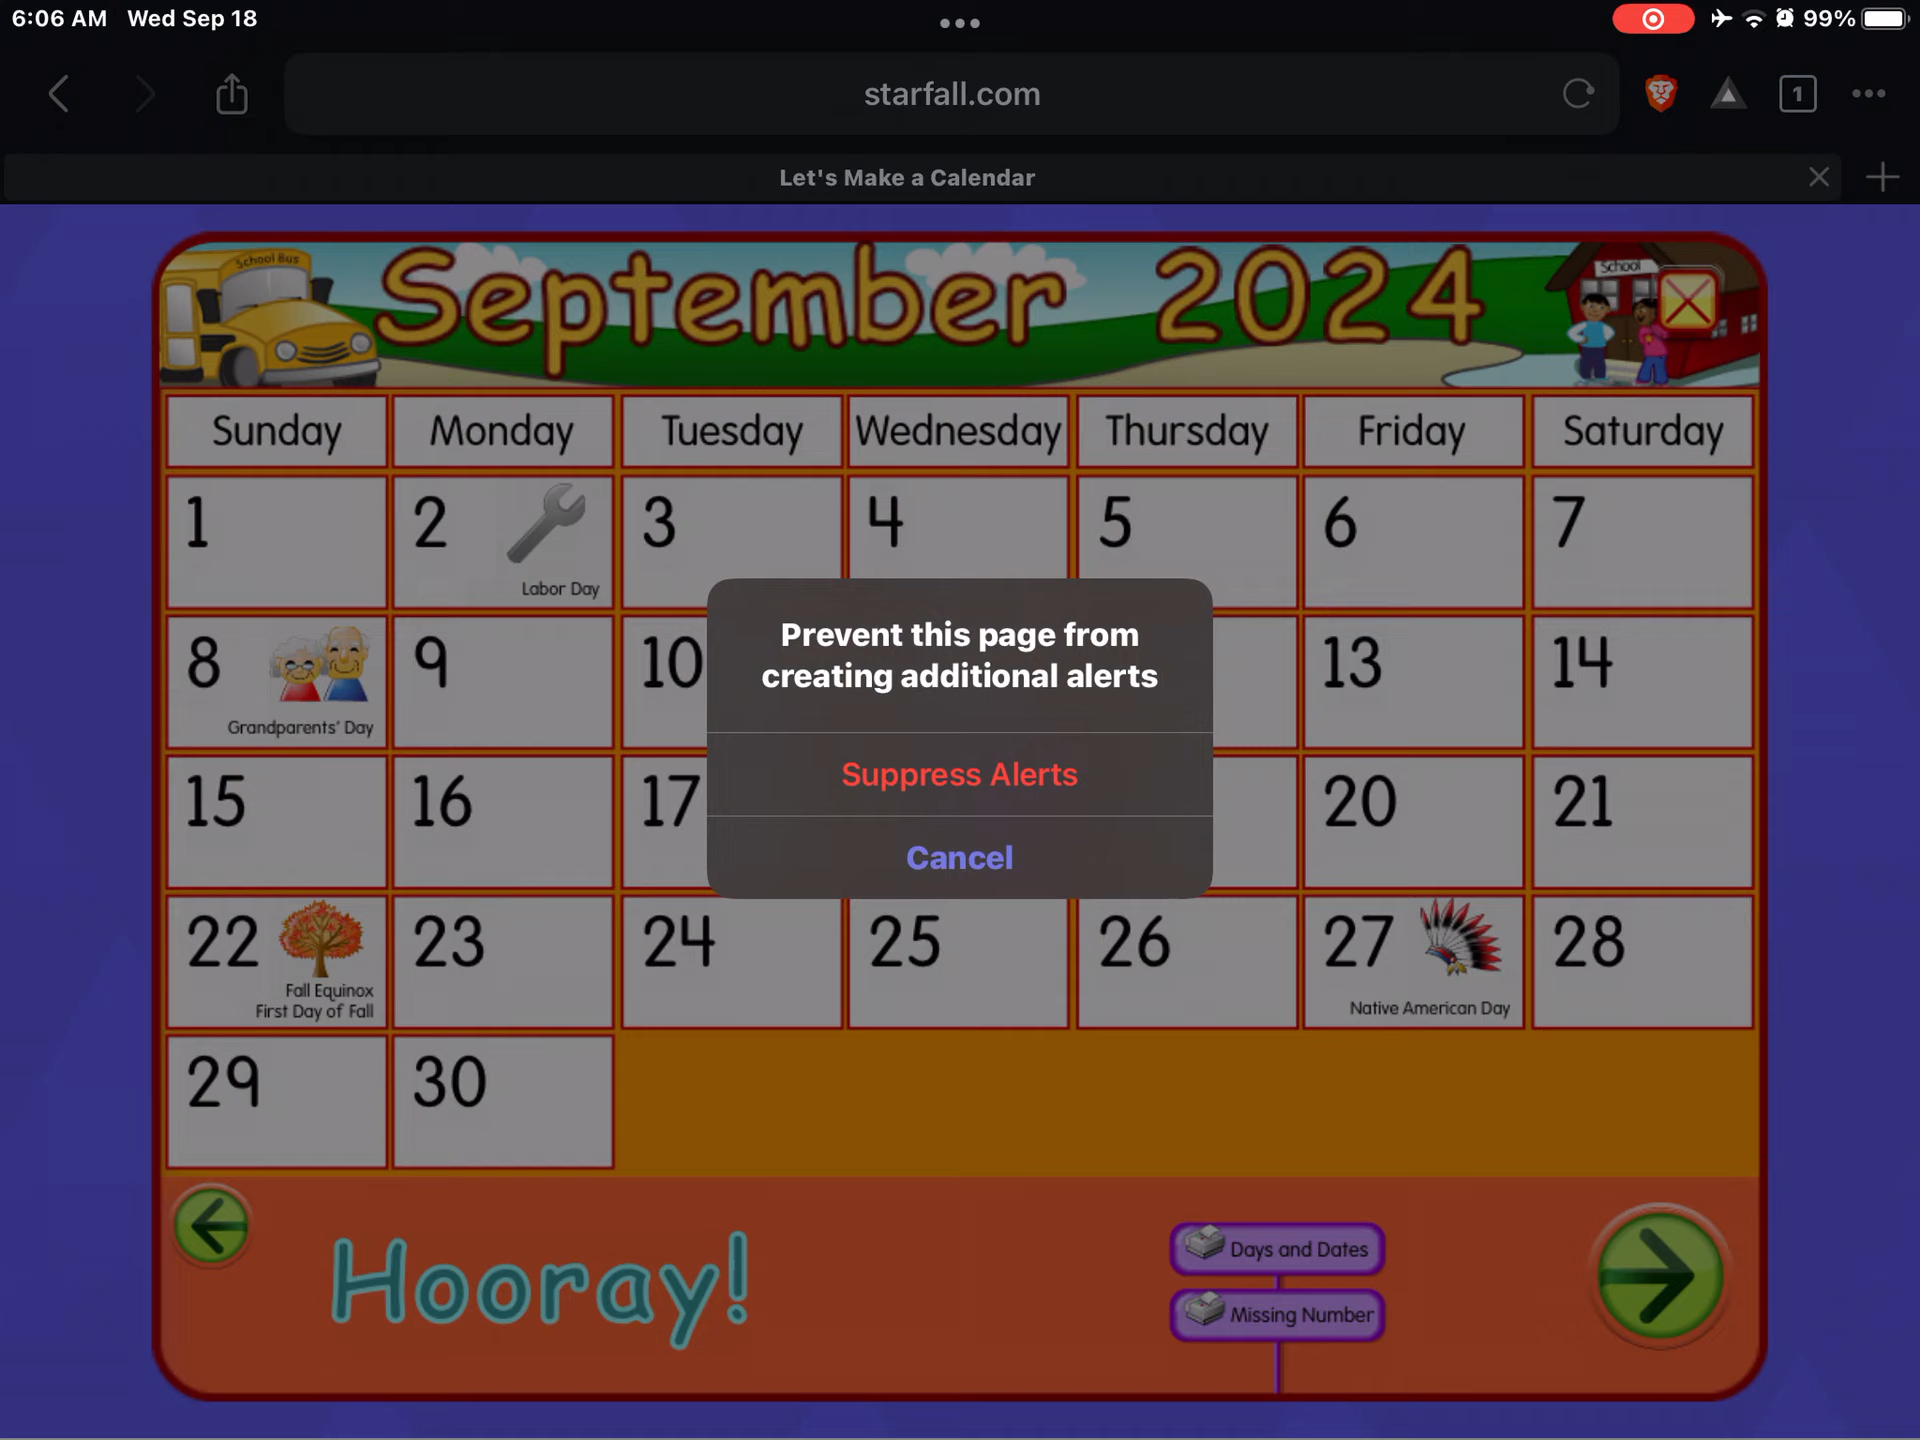 6:06 AM Wed Sep 18
99%
starfall.com
1
Let's Make a Calendar
School Bus
September 2024
School
Sunday Monday Tuesday Wednesday Thursday Friday Saturday
1 2 3 4 5 6 7
Labor Day
Prevent this page from
creating additional alerts
Suppress Alerts
Cancel
8 9 10 13 14
Grandparents' Day
15 16 17 20 21
22 23 24 25 26 27 28
Fall Equinox
First Day of Fall
Native American Day
29 30
Hooray!
Days and Dates
Missing Number